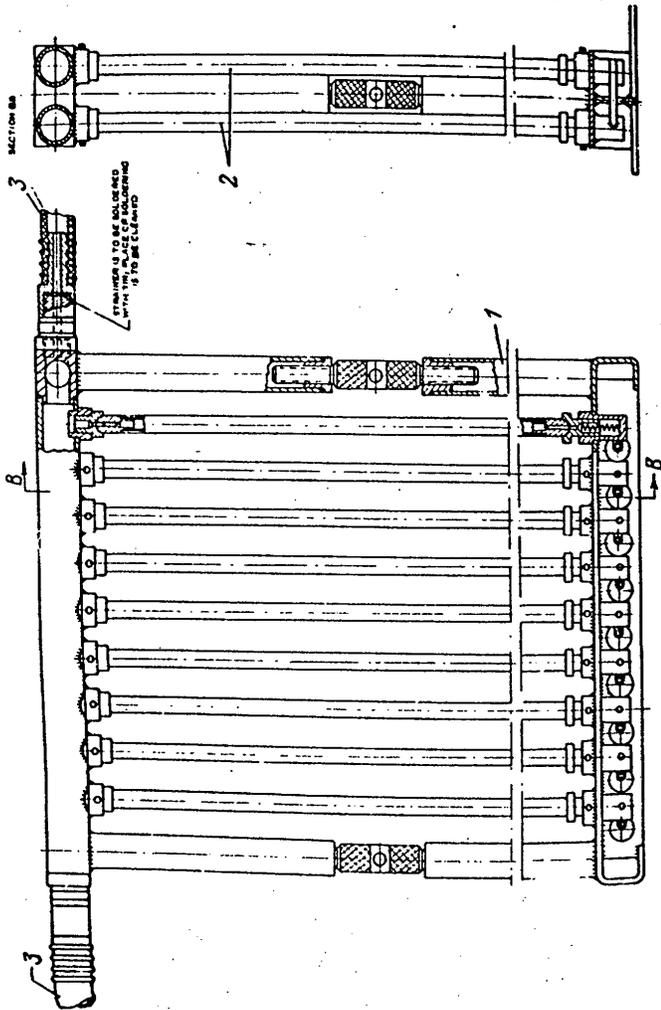 SECTION BB
2
3
STRAINER IS TO BE SOLDERED
WITH TIN, PLACE OF SOLDERING
IS TO BE CLEANED
1
B
B
3